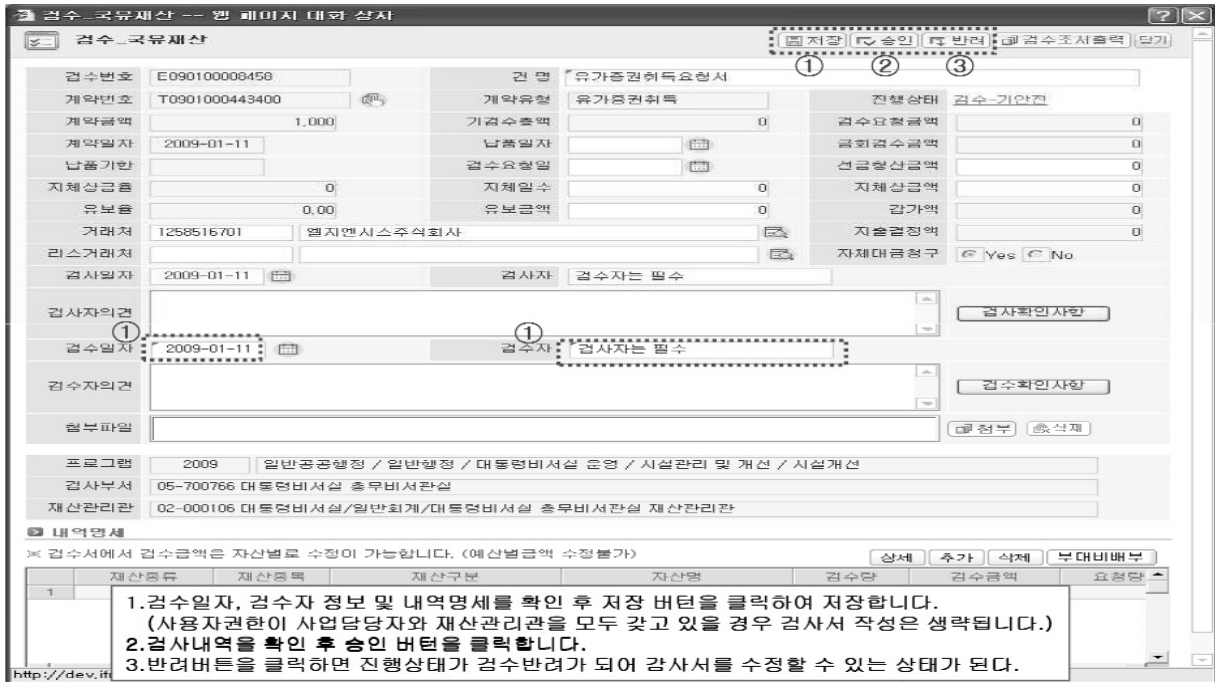 검수_국유재산 -- 웹 페이지 대화 상자
검수_국유재산 저장 승인 반려 검수조서출력 닫기
① ② ③
검수번호 E090100008458 건 명 유가증권취득요청서
계약번호 T0901000443400 계약유형 유가증권취득 진행상태 검수-기안전
계약금액 1,000 기검수총액 0 검수요청금액 0
계약일자 2009-01-11 납품일자 금회검수금액 0
납품기한 검수요청일 선금정산금액 0
지체상금율 0 지체일수 0 지체상금액 0
유보율 0.00 유보금액 0 감가액 0
거래처 1258516701 엘지엔시스주식회사 지출결정액 0
리스거래처 자체대금청구 Yes No
검사일자 2009-01-11 검사자 검수자는 필수
검사자의견 검사확인사항
① ①
검수일자 2009-01-11 검수자 검사자는 필수
검수자의견 검수확인사항
첨부파일 첨부 삭제
프로그램 2009 일반공공행정 / 일반행정 / 대통령비서실 운영 / 시설관리 및 개선 / 시설개선
검사부서 05-700766 대통령비서실 총무비서관실
재산관리관 02-000106 대통령비서실/일반회계/대통령비서실 총무비서관실 재산관리관
내역명세
※ 검수서에서 검수금액은 자산별로 수정이 가능합니다. (예산별금액 수정불가) 상세 추가 삭제 부대비배부
재산종류 재산종목 재산구분 자산명 검수량 검수금액 요청량
1
1.검수일자, 검수자 정보 및 내역명세를 확인 후 저장 버턴을 클릭하여 저장합니다.
(사용자권한이 사업담당자와 재산관리관을 모두 갖고 있을 경우 검사서 작성은 생략됩니다.)
2.검사내역을 확인 후 승인 버턴을 클릭합니다.
3.반려버튼을 클릭하면 진행상태가 검수반려가 되어 감사서를 수정할 수 있는 상태가 된다.
http://dev.if